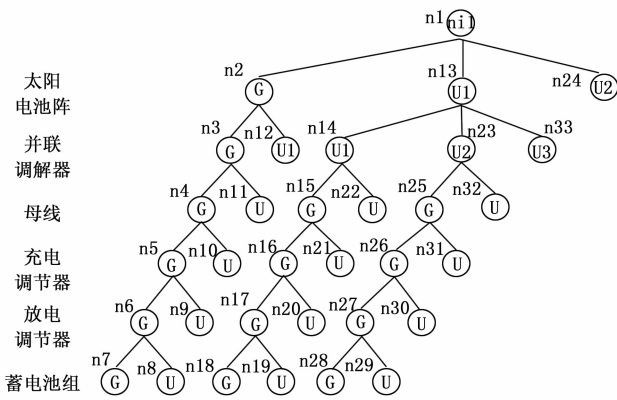 n1 nil
n2 n13 n24
太阳 G U1 U2
电池阵
n3 n12 n14 n23 n33
并联 G U1 U1 U2 U3
调解器
n4 n11 n15 n22 n25 n32
母线 G U G U G U
n5 n10 n16 n21 n26 n31
充电 G U G U G U
调节器
n6 n9 n17 n20 n27 n30
放电 G U G U G U
调节器
n7 n8 n18 n19 n28 n29
蓄电池组 G U G U G U